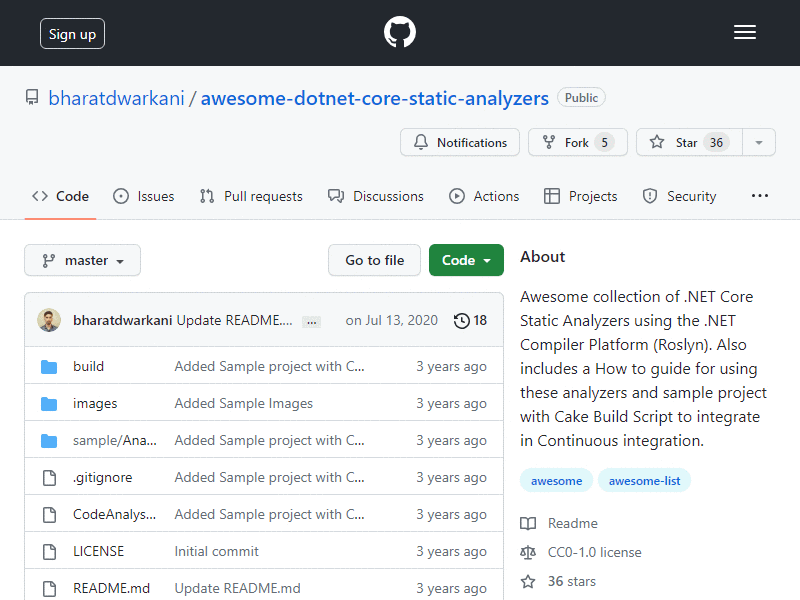 Sign up
bharatdwarkani / awesome-dotnet-core-static-analyzers Public
Notifications Fork 5 Star 36
Code Issues Pull requests Discussions Actions Projects Security ...
master Go to file Code
bharatdwarkani Update README.... ... on Jul 13, 2020 18
build Added Sample project with C... 3 years ago
images Added Sample Images 3 years ago
sample/Ana... Added Sample project with C... 3 years ago
.gitignore Added Sample project with C... 3 years ago
CodeAnalys... Added Sample project with C... 3 years ago
LICENSE Initial commit 3 years ago
README.md Update README.md 3 years ago
About
Awesome collection of .NET Core
Static Analyzers using the .NET
Compiler Platform (Roslyn). Also
includes a How to guide for using
these analyzers and sample project
with Cake Build Script to integrate
in Continuous integration.
awesome awesome-list
Readme
CC0-1.0 license
36 stars